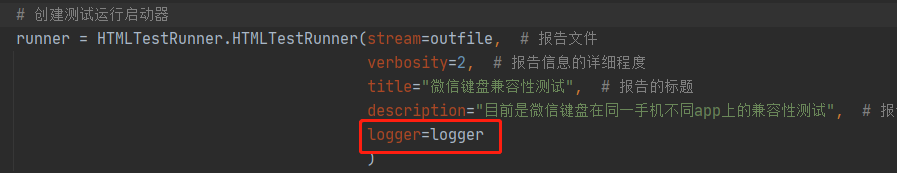 # 创建测试运行启动器
runner = HTMLTestRunner.HTMLTestRunner(stream=outfile,  # 报告文件
verbosity=2,  # 报告信息的详细程度
title="微信键盘兼容性测试",  # 报告的标题
description="目前是微信键盘在同一手机不同app上的兼容性测试",  # 报
logger=logger
)